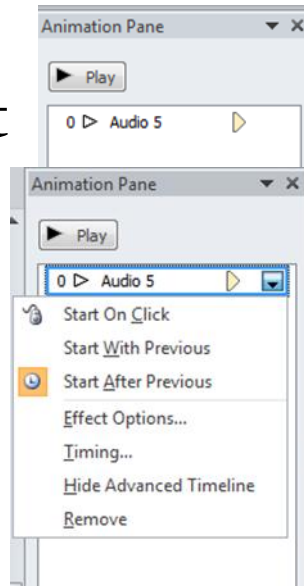 Animation Pane
Play
0 Audio 5
Animation Pane
Play
0 Audio 5
Start On Click
Start With Previous
Start After Previous
Effect Options...
Timing...
Hide Advanced Timeline
Remove